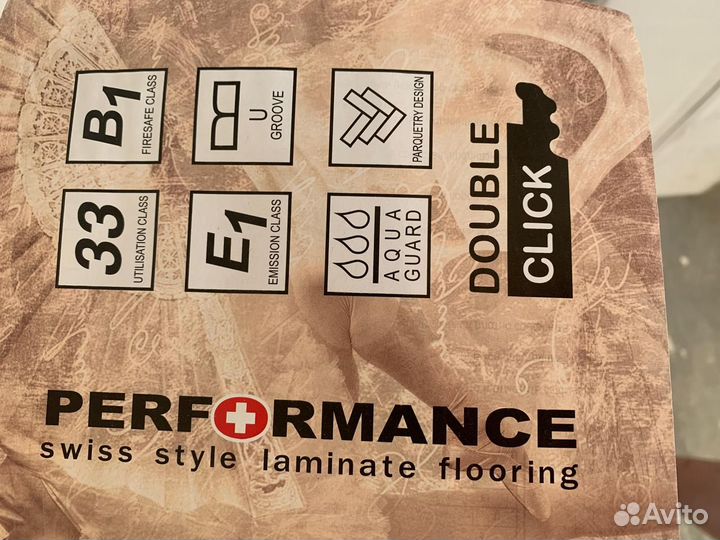 B1
FIRESAFE CLASS
U
GROOVE
PARQUETRY DESIGN
33
UTILISATION CLASS
E1
EMISSION CLASS
AQUA
GUARD
DOUBLE
CLICK
PERFORMANCE
swiss style laminate flooring
Avito